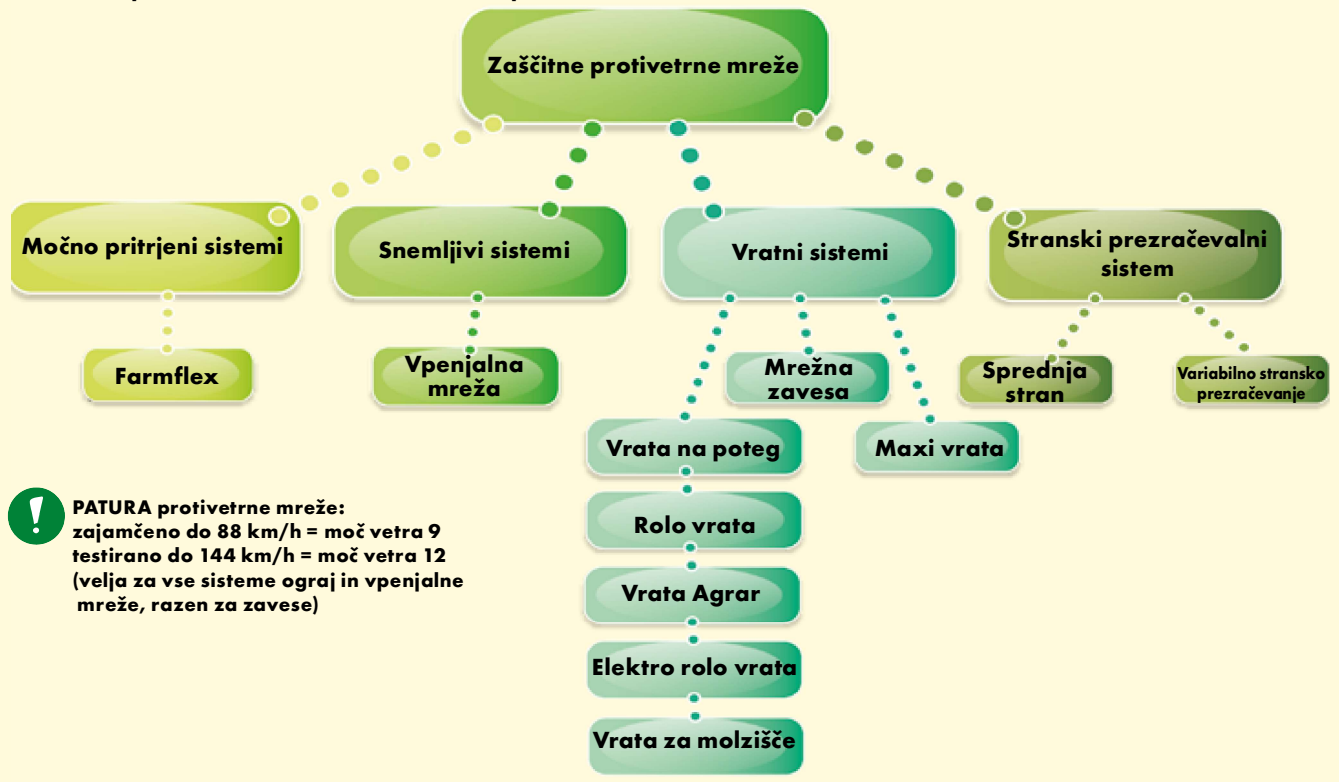 Zaščitne protivetrne mreže
Močno pritrjeni sistemi
Snemljivi sistemi
Vratni sistemi
Stranski prezračevalni
sistem
Farmflex
Vpenjalna
mreža
Mrežna
zavesa
Sprednja
stran
Variabilno stransko
prezračevanje
Vrata na poteg
Maxi vrata
Rolo vrata
Vrata Agrar
Elektro rolo vrata
Vrata za molzišče
! PATURA protivetrne mreže:
zajamčeno do 88 km/h = moč vetra 9
testirano do 144 km/h = moč vetra 12
(velja za vse sisteme ograj in vpenjalne
mreže, razen za zavese)